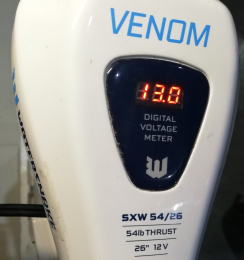 VENOM
13.0
DIGITAL
VOLTAGE
METER
W
SXW 54/26
54lb THRUST
26" 12V